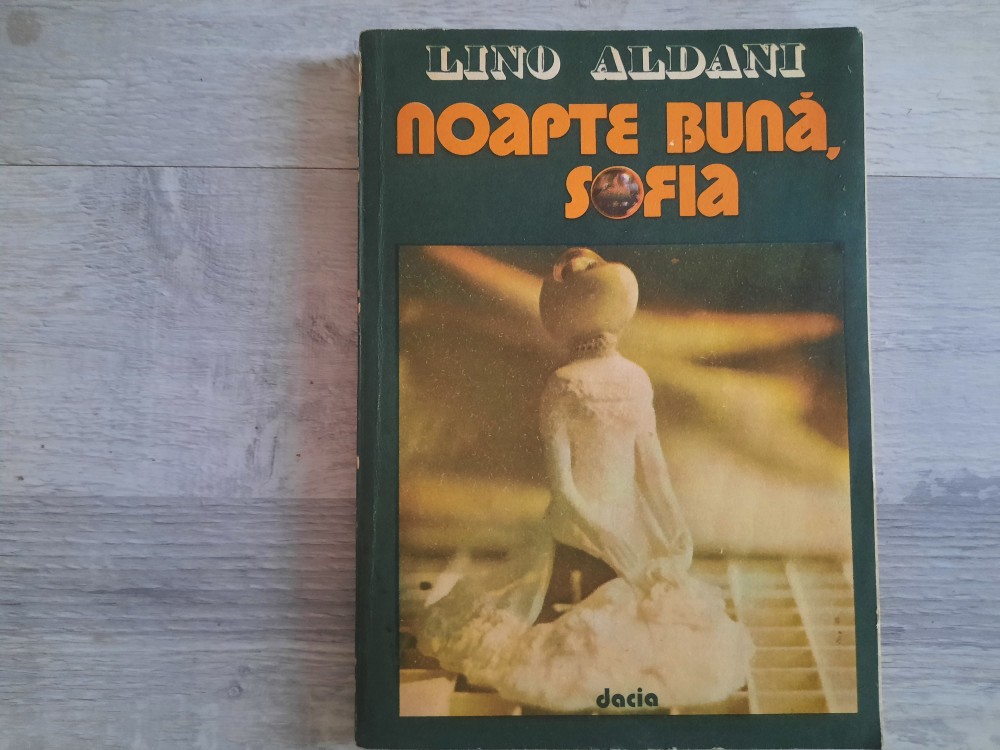 LINO ALDANI
NOAPTE BUNĂ,
SOFIA
dacia